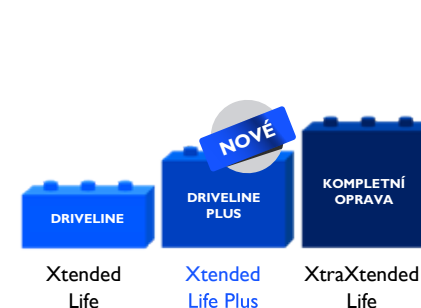 NOVÉ
DRIVELINE
DRIVELINE
PLUS
KOMPLETNÍ
OPRAVA
Xtended
Life
Xtended
Life Plus
XtraXtended
Life